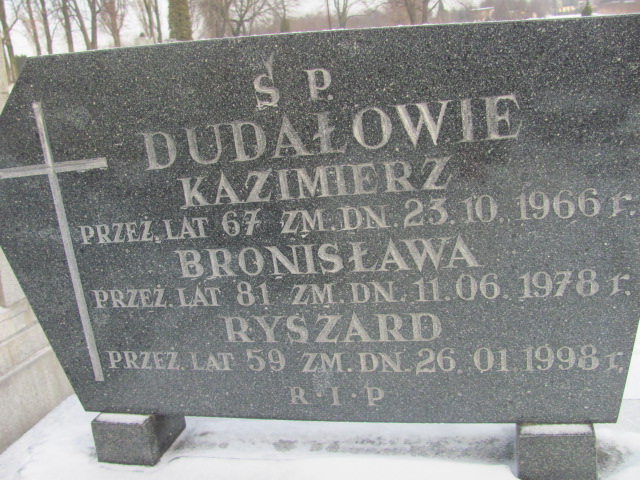 Ś P.
DUDAŁOWIE
KAZIMIERZ
PRZEŻ. LAT 67 ZM. DN. 23.10.1966 r.
BRONISŁAWA
PRZEŻ. LAT 81 ZM. DN. 11.06.1978 r.
RYSZARD
PRZEŻ. LAT 59 ZM. DN. 26.01 1998 r.
R·I·P